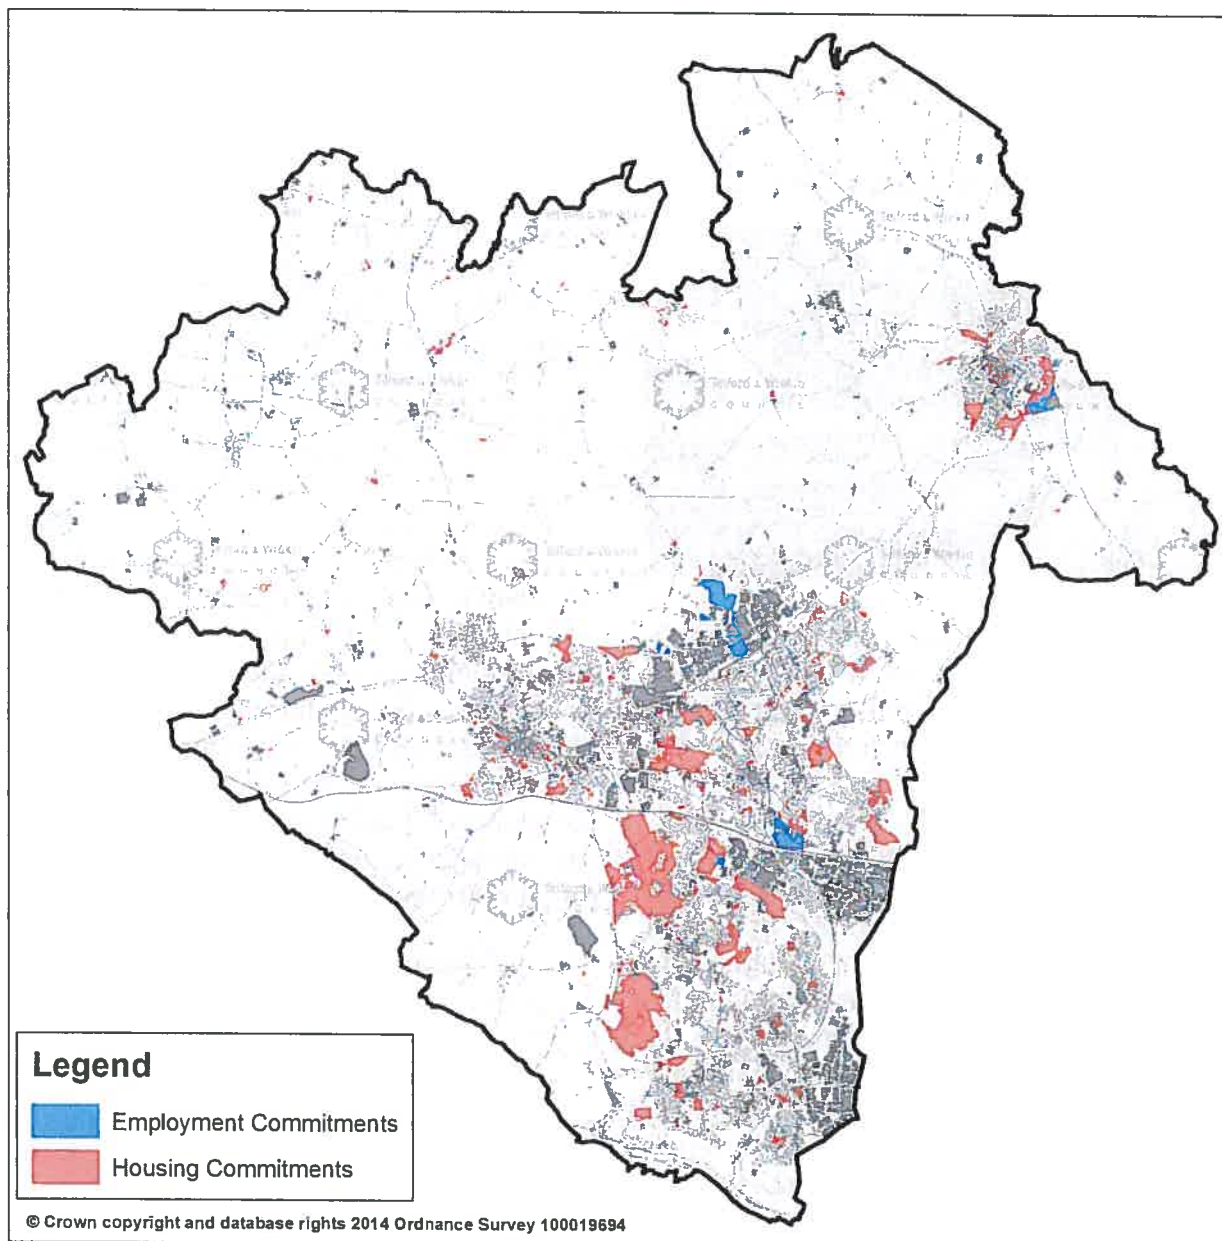 Legend
Employment Commitments
Housing Commitments
© Crown copyright and database rights 2014 Ordnance Survey 100019694